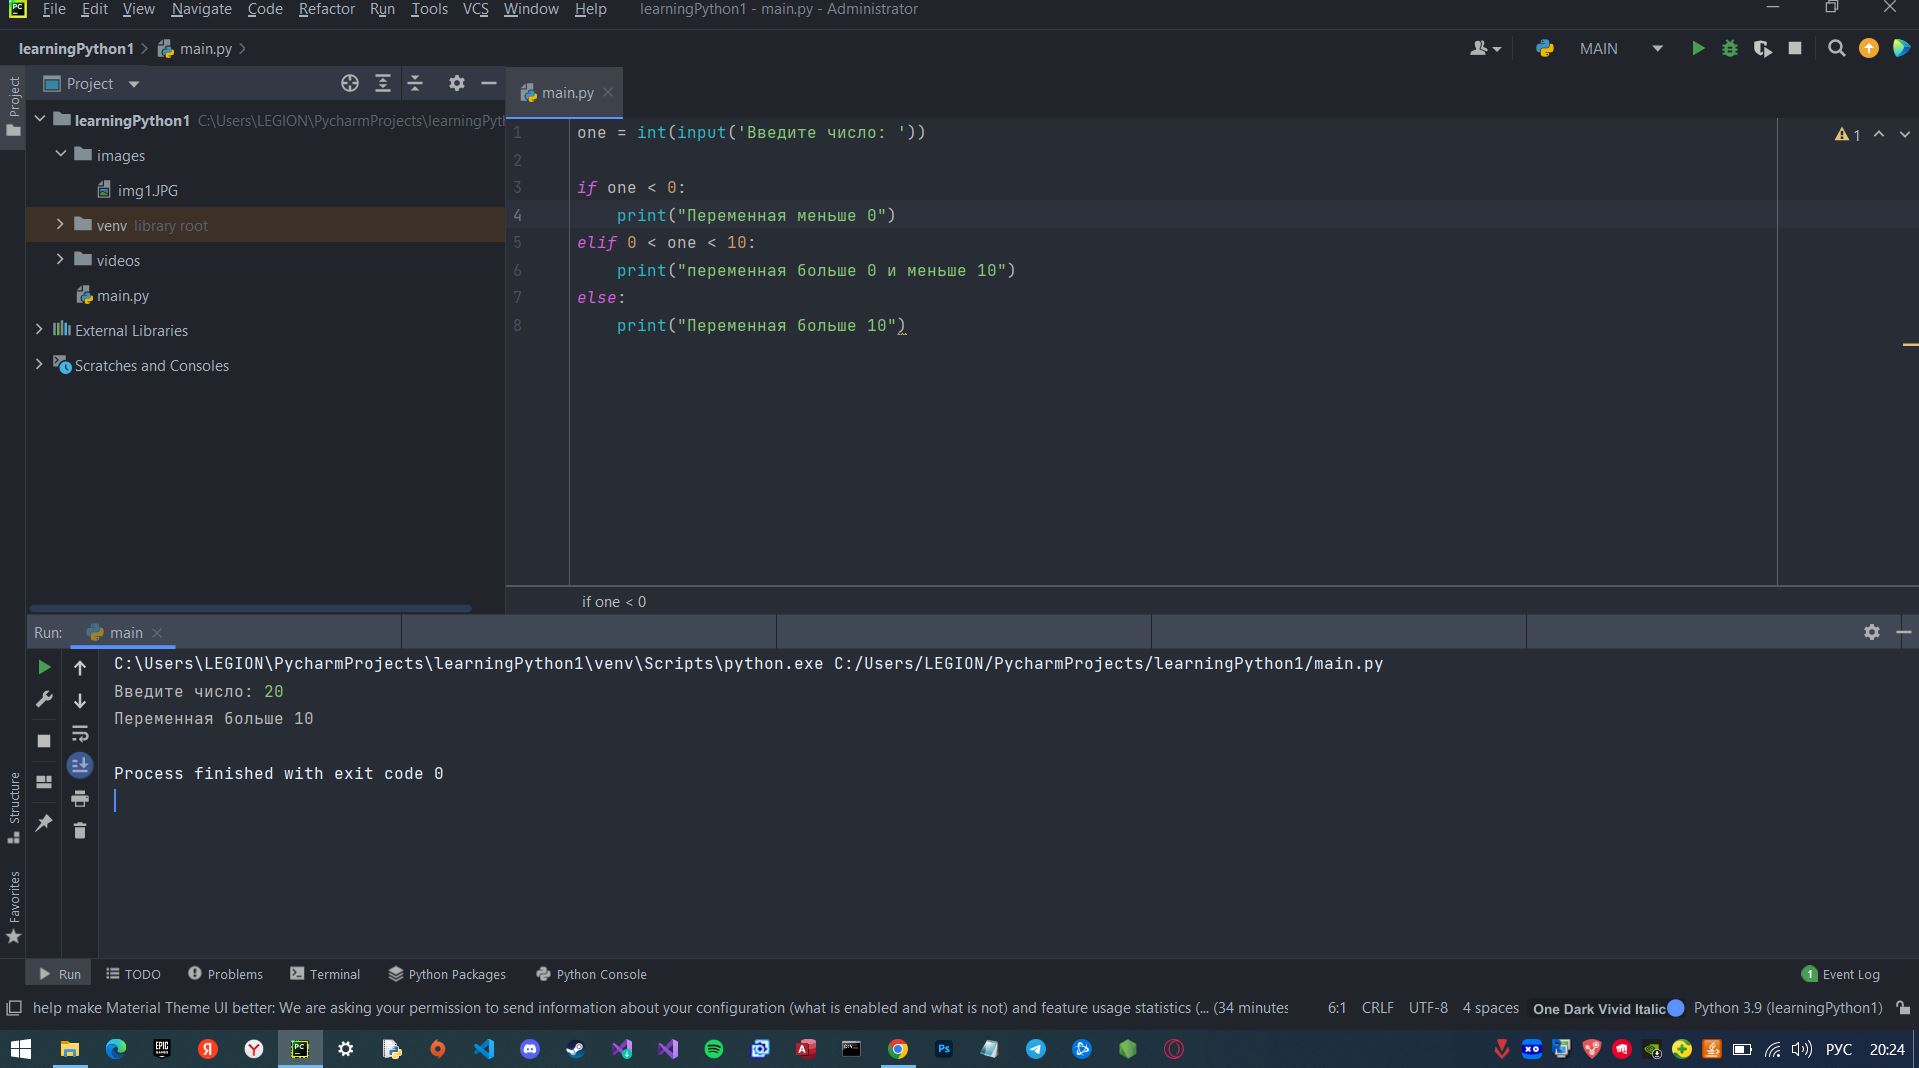 File Edit View Navigate Code Refactor Run Tools VCS Window Help learningPython1 - main.py - Administrator
learningPython1 main.py MAIN
Project
main.py
learningPython1 C:\Users\LEGION\PycharmProjects\learningPyt
images
img1.JPG
venv library root
videos
main.py
External Libraries
Scratches and Consoles
1 one = int(input('Введите число: '))
2
3 if one < 0:
4 print("Переменная меньше 0")
5 elif 0 < one < 10:
6 print("переменная больше 0 и меньше 10")
7 else:
8 print("Переменная больше 10")
1
if one < 0
Project
Structure
Favorites
Run: main
C:\Users\LEGION\PycharmProjects\learningPython1\venv\Scripts\python.exe C:/Users/LEGION/PycharmProjects/learningPython1/main.py
Введите число: 20
Переменная больше 10
Process finished with exit code 0
Run TODO Problems Terminal Python Packages Python Console 1 Event Log
help make Material Theme UI better: We are asking your permission to send information about your configuration (what is enabled and what is not) and feature usage statistics (... (34 minutes 6:1 CRLF UTF-8 4 spaces One Dark Vivid Italic Python 3.9 (learningPython1)
РУС 20:24